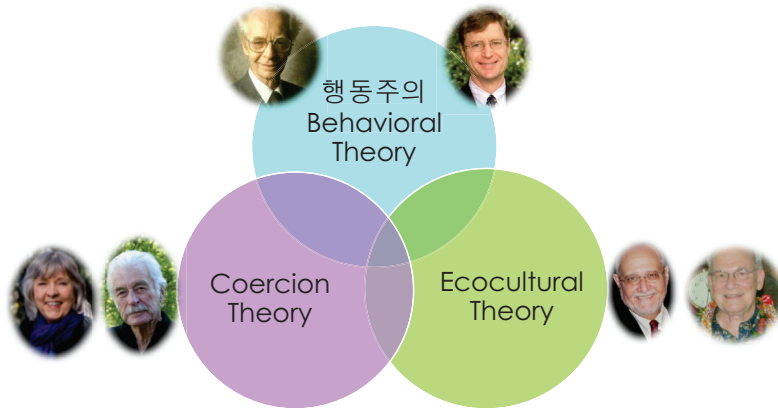 행동주의
Behavioral
Theory
Coercion
Theory
Ecocultural
Theory